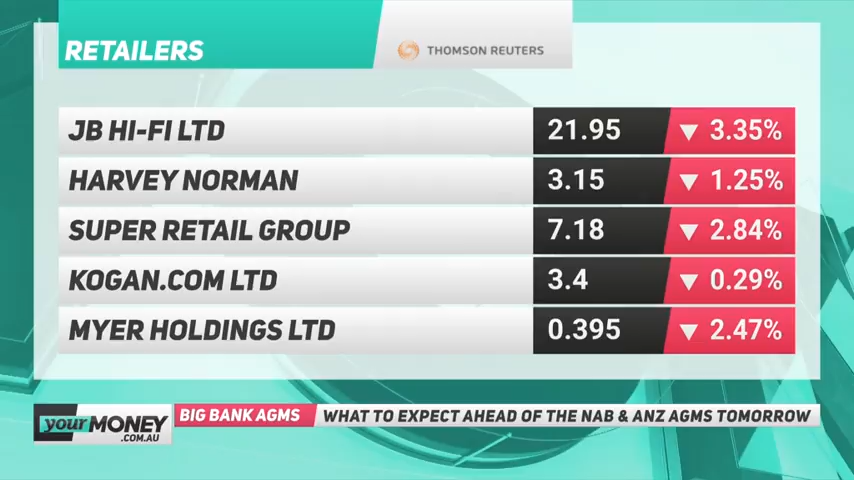 RETAILERS
THOMSON REUTERS
JB HI-FI LTD 21.95 ▼ 3.35%
HARVEY NORMAN 3.15 ▼ 1.25%
SUPER RETAIL GROUP 7.18 ▼ 2.84%
KOGAN.COM LTD 3.4 ▼ 0.29%
MYER HOLDINGS LTD 0.395 ▼ 2.47%
your MONEY
.COM.AU
BIG BANK AGMS WHAT TO EXPECT AHEAD OF THE NAB & ANZ AGMS TOMORROW